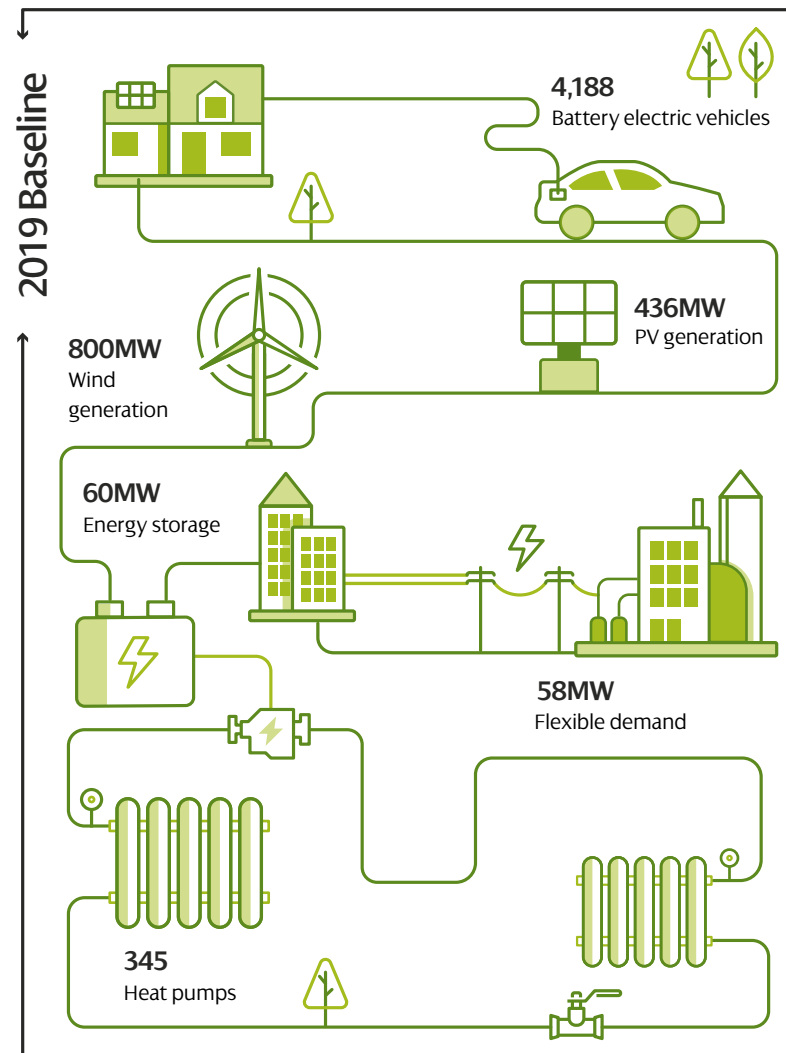 2019 Baseline
4,188
Battery electric vehicles
436MW
PV generation
800MW
Wind
generation
60MW
Energy storage
58MW
Flexible demand
345
Heat pumps